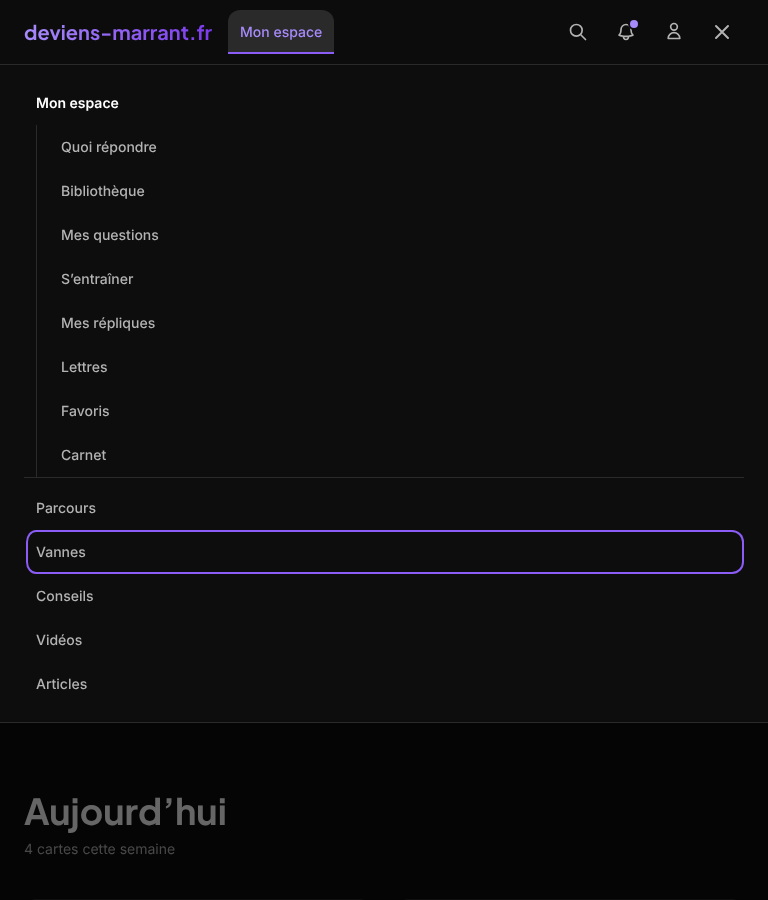 deviens-marrant.fr
Mon espace
Mon espace
Quoi répondre
Bibliothèque
Mes questions
S’entraîner
Mes répliques
Lettres
Favoris
Carnet
Parcours
Vannes
Conseils
Vidéos
Articles
Aujourd’hui
4 cartes cette semaine